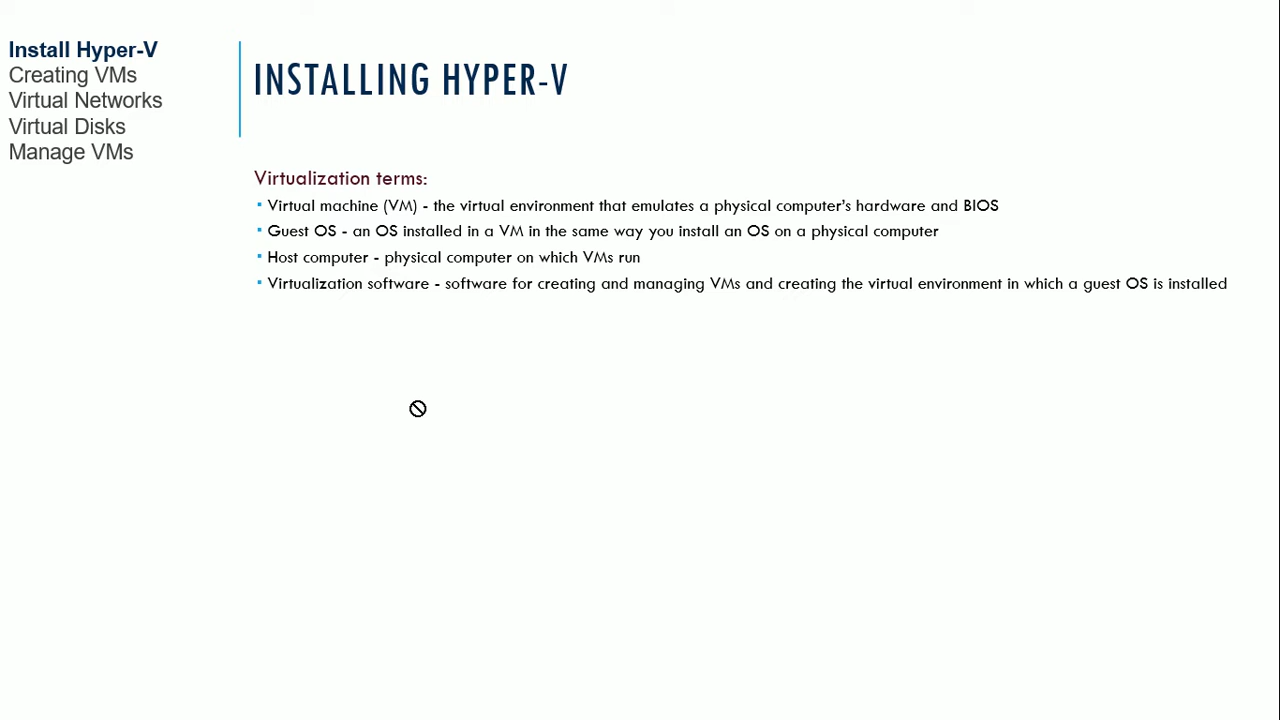 Install Hyper-V
Creating VMs
Virtual Networks
Virtual Disks
Manage VMs
INSTALLING HYPER-V
Virtualization terms:
▪ Virtual machine (VM) - the virtual environment that emulates a physical computer’s hardware and BIOS
▪ Guest OS - an OS installed in a VM in the same way you install an OS on a physical computer
▪ Host computer - physical computer on which VMs run
▪ Virtualization software - software for creating and managing VMs and creating the virtual environment in which a guest OS is installed